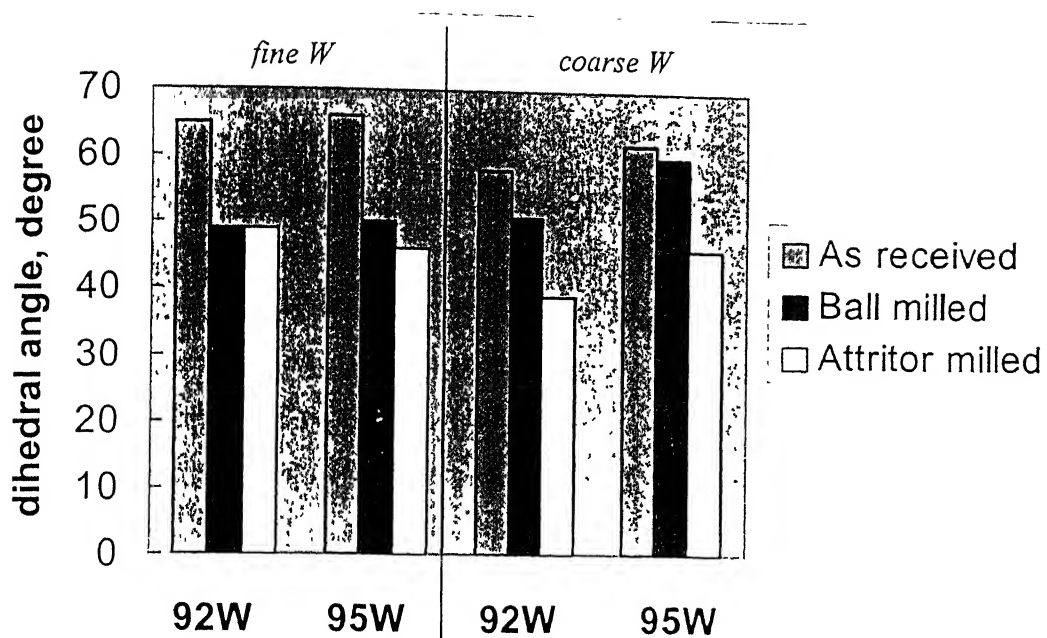 fine W
coarse W
dihedral angle, degree
70
60
50
40
30
20
10
0
92W
95W
92W
95W
As received
Ball milled
Attritor milled